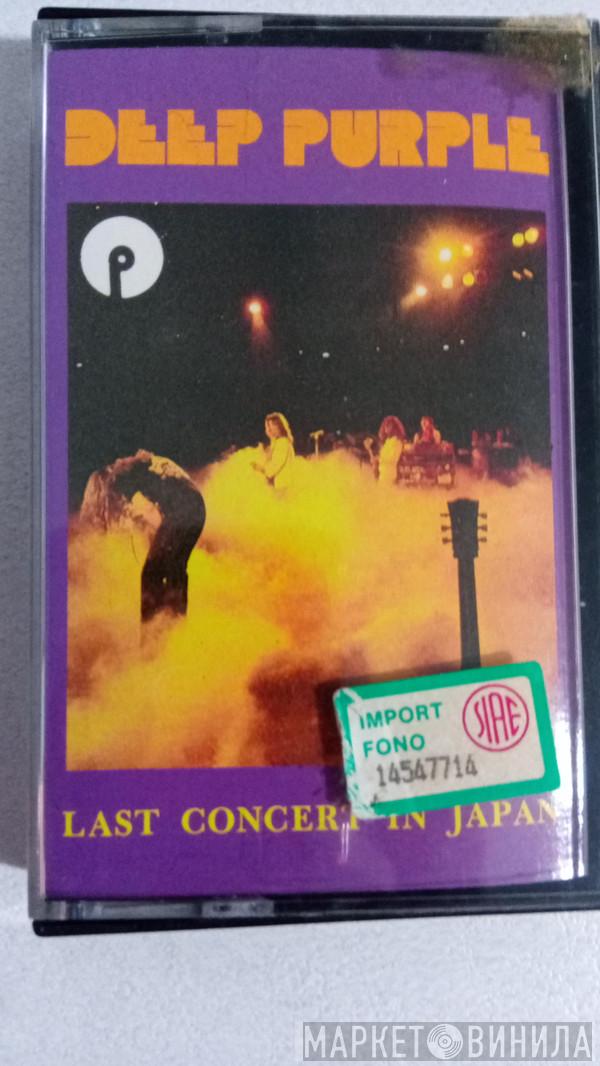 DEEP PURPLE
P
IMPORT
FONO
SIAE
14547714
LAST CONCERT IN JAPAN
МАРКЕТ ВИНИЛА